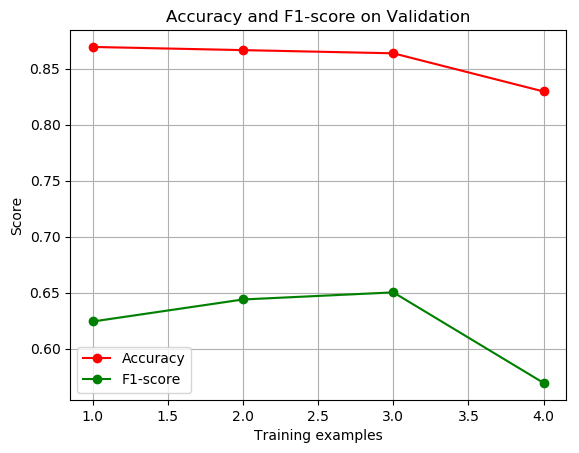 Accuracy and F1-score on Validation
Score
0.85
0.80
0.75
0.70
0.65
0.60
Accuracy
F1-score
1.0 1.5 2.0 2.5 3.0 3.5 4.0
Training examples